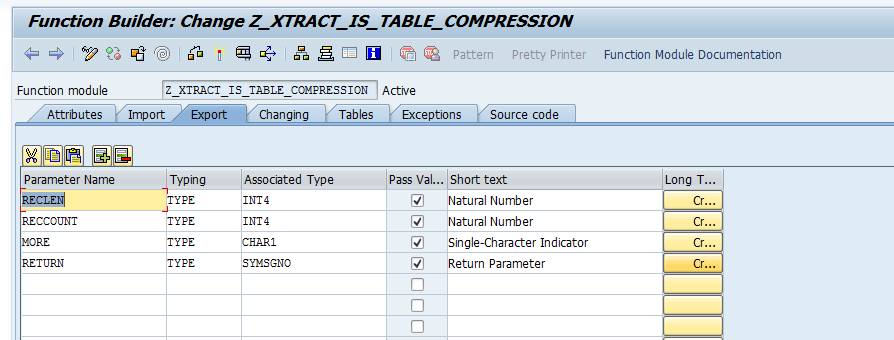 Function Builder: Change Z_XTRACT_IS_TABLE_COMPRESSION
Pattern Pretty Printer Function Module Documentation
Function module Z_XTRACT_IS_TABLE_COMPRESSION Active
Attributes Import Export Changing Tables Exceptions Source code
Parameter Name Typing Associated Type Pass Val... Short text Long T...
RECLEN TYPE INT4 Natural Number Cr...
RECCOUNT TYPE INT4 Natural Number Cr...
MORE TYPE CHAR1 Single-Character Indicator Cr...
RETURN TYPE SYMSGNO Return Parameter Cr...